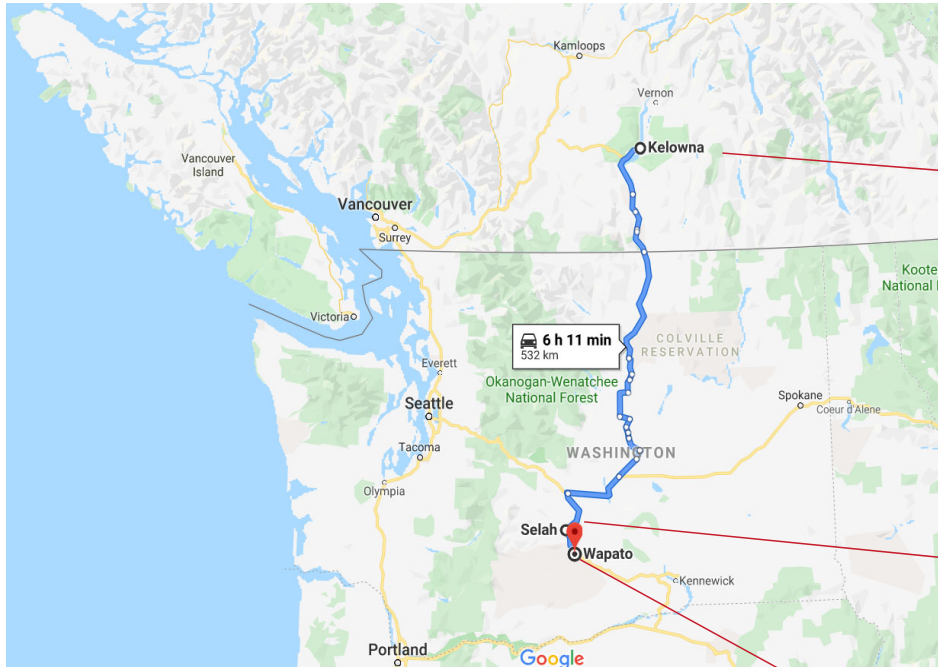 Kamloops
Vernon
Kelowna
Vancouver
Island
Vancouver
Surrey
Koote
National
Victoria
6 h 11 min
532 km
COLVILLE
RESERVATION
Everett
Okanogan-Wenatchee
National Forest
Seattle
Spokane
Coeur d'Alene
Tacoma
WASHINGTON
Olympia
Selah
Wapato
Kennewick
Portland
Google